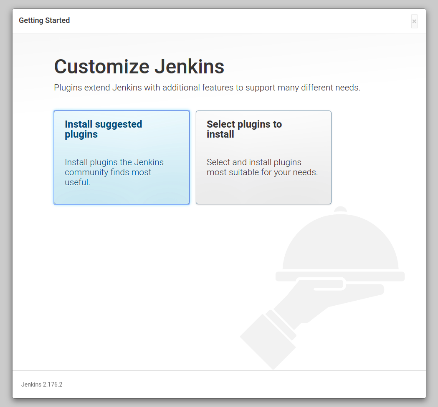 Getting Started
×
Customize Jenkins
Plugins extend Jenkins with additional features to support many different needs.
Install suggested
plugins
Install plugins the Jenkins
community finds most
useful.
Select plugins to
install
Select and install plugins
most suitable for your needs.
Jenkins 2.176.2